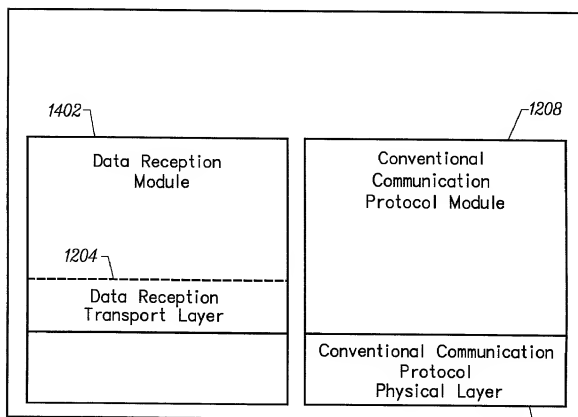 1402
1208
Data Reception
Module
Conventional
Communication
Protocol Module
1204
Data Reception
Transport Layer
Conventional Communication
Protocol
Physical Layer